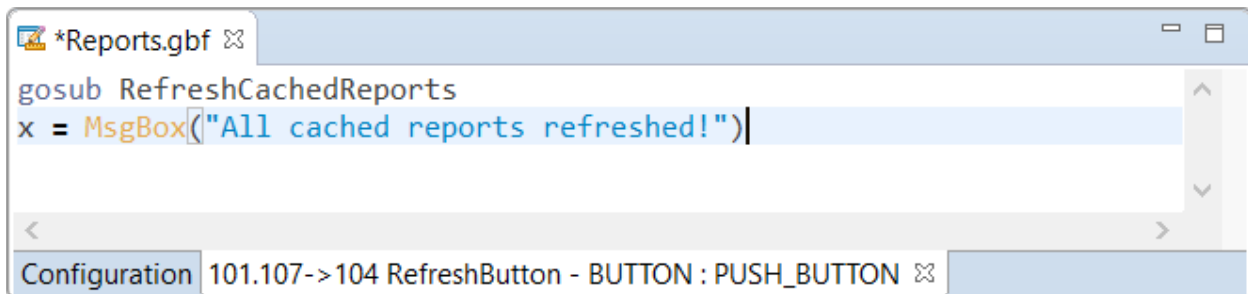 *Reports.gbf
gosub RefreshCachedReports
x = MsgBox("All cached reports refreshed!")
Configuration 101.107->104 RefreshButton - BUTTON : PUSH_BUTTON